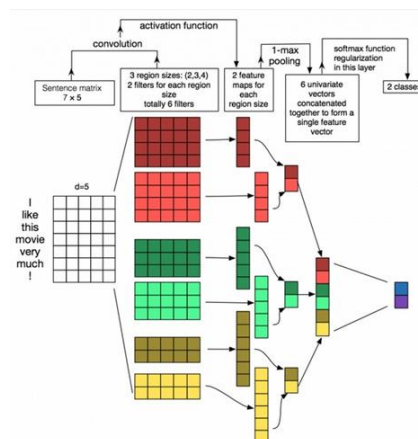 activation function
convolution
1-max
pooling
softmax function
regularization
in this layer
Sentence matrix
7 × 5
3 region sizes: (2,3,4)
2 filters for each region
size
totally 6 filters
2 feature
maps for
each
region size
6 univariate
vectors
concatenated
together to form a
single feature
vector
2 classes
d=5
I
like
this
movie
very
much
!